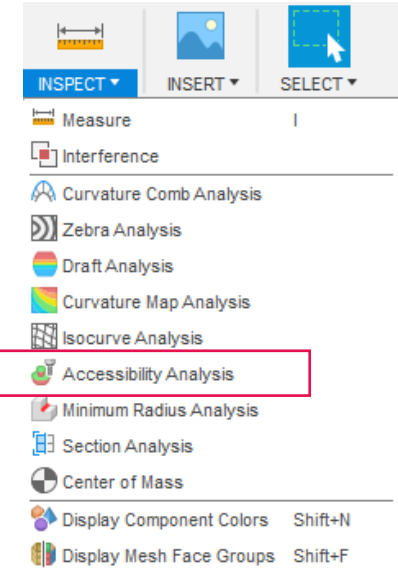 INSPECT ▼ INSERT ▼ SELECT ▼
Measure I
Interference
Curvature Comb Analysis
Zebra Analysis
Draft Analysis
Curvature Map Analysis
Isocurve Analysis
Accessibility Analysis
Minimum Radius Analysis
Section Analysis
Center of Mass
Display Component Colors Shift+N
Display Mesh Face Groups Shift+F